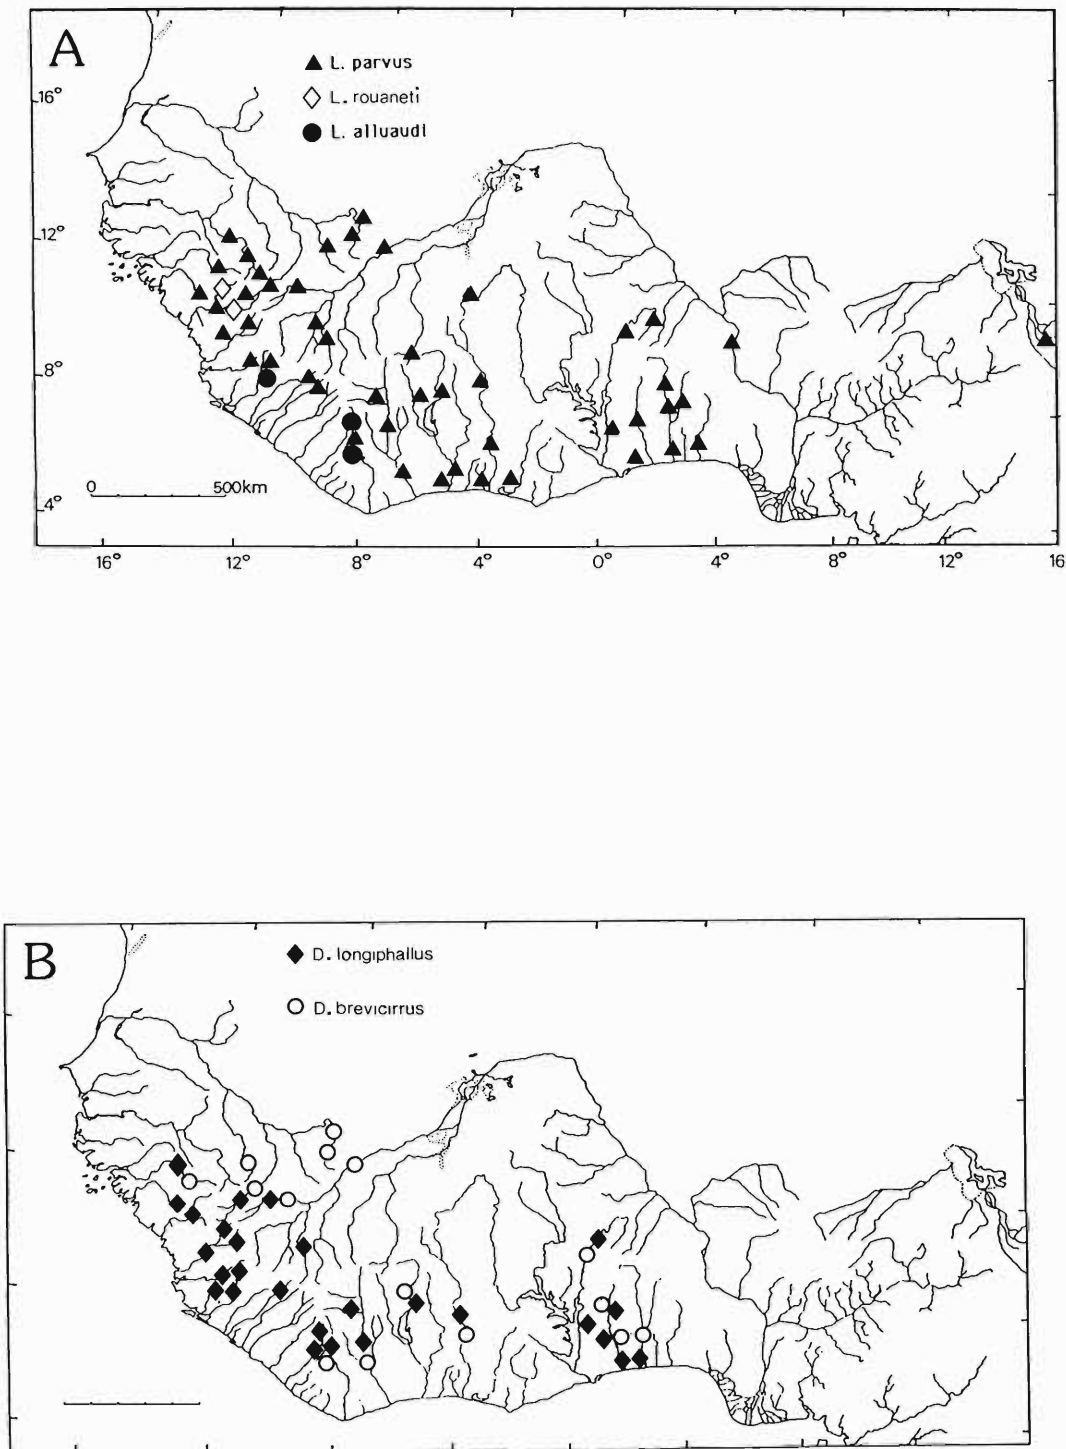 A
▲ L. parvus
◇ L. rouaneti
● L. alluaudi
16°
12°
8°
4°
0 500km
16° 12° 8° 4° 0° 4° 8° 12° 16
B
◆ D. longiphallus
○ D. brevicirrus